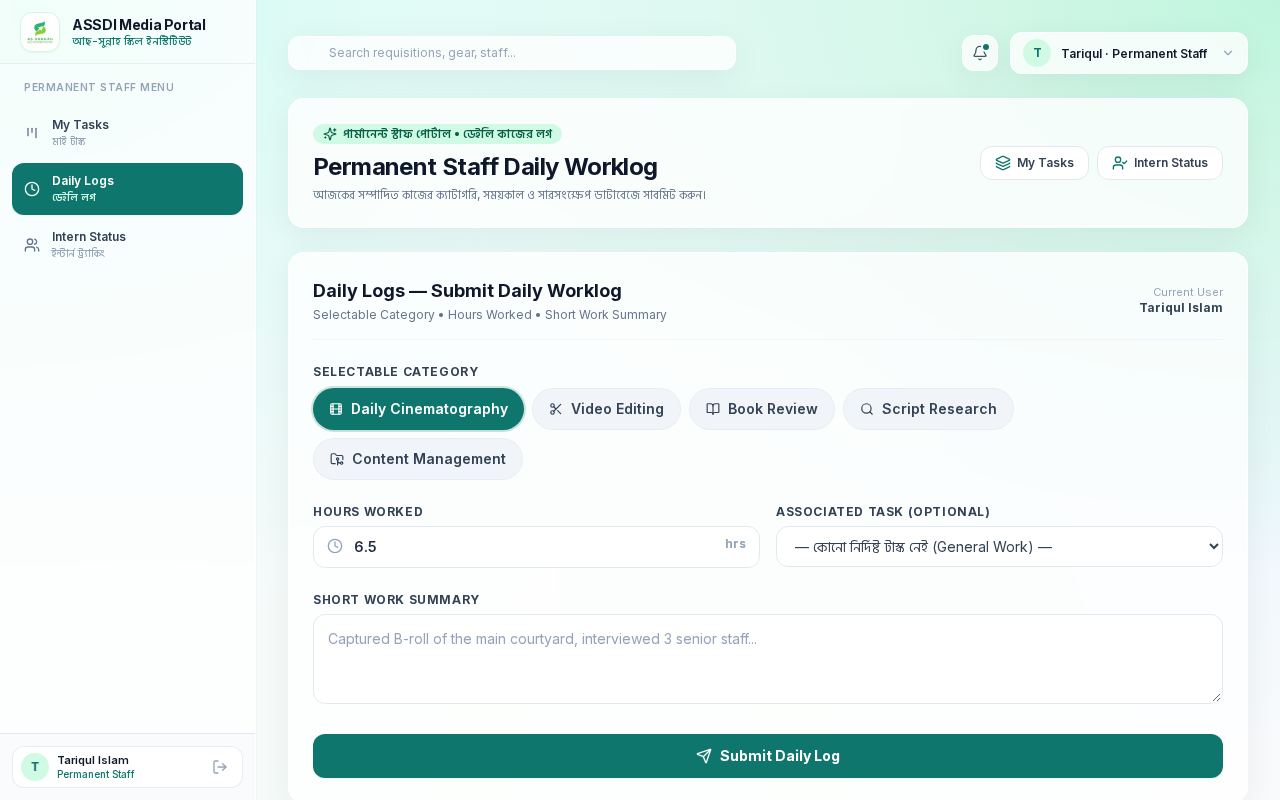 ASSDI Media Portal
আছ-সুন্নাহ স্কিল ইনস্টিটিউট
PERMANENT STAFF MENU
My Tasks
মাই টাস্ক
Daily Logs
ডেইলি লগ
Intern Status
ইন্টার্ন ট্র্যাকিং
Tariqul Islam
Permanent Staff
Search requisitions, gear, staff...
T Tariqul · Permanent Staff
পার্মানেন্ট স্টাফ পোর্টাল • ডেইলি কাজের লগ
Permanent Staff Daily Worklog
আজকের সম্পাদিত কাজের ক্যাটাগরি, সময়কাল ও সারসংক্ষেপ ডাটাবেজে সাবমিট করুন।
My Tasks
Intern Status
Daily Logs — Submit Daily Worklog
Selectable Category • Hours Worked • Short Work Summary
Current User
Tariqul Islam
SELECTABLE CATEGORY
Daily Cinematography
Video Editing
Book Review
Script Research
Content Management
HOURS WORKED
6.5 hrs
ASSOCIATED TASK (OPTIONAL)
— কোনো নির্দিষ্ট টাস্ক নেই (General Work) —
SHORT WORK SUMMARY
Captured B-roll of the main courtyard, interviewed 3 senior staff...
Submit Daily Log
T